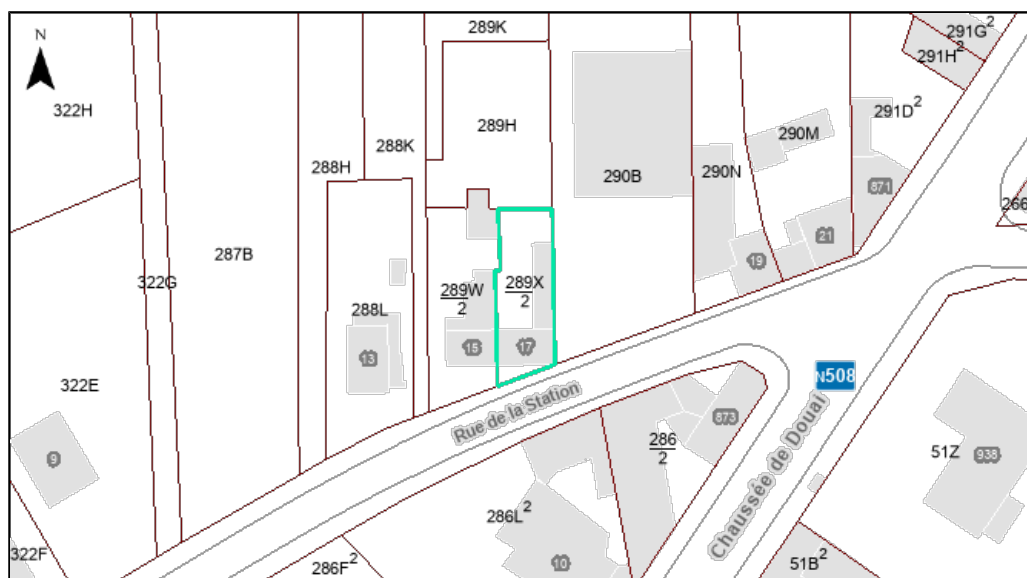 N
289K
291G²
291H²
322H
291D²
289H
290M
288K
288H
290N
290B
871
266
21
287B
19
322G
289W
2
289X
2
288L
15
17
13
322E
N508
Rue de la Station
873
286
2
Chaussée de Douai
51Z
938
9
286L²
322F
286F²
10
51B²